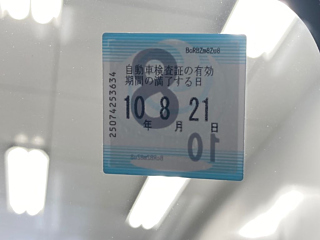 自動車検査証の有効
期間の満了する日
10 8 21
年 月 日
25074253634
8
10